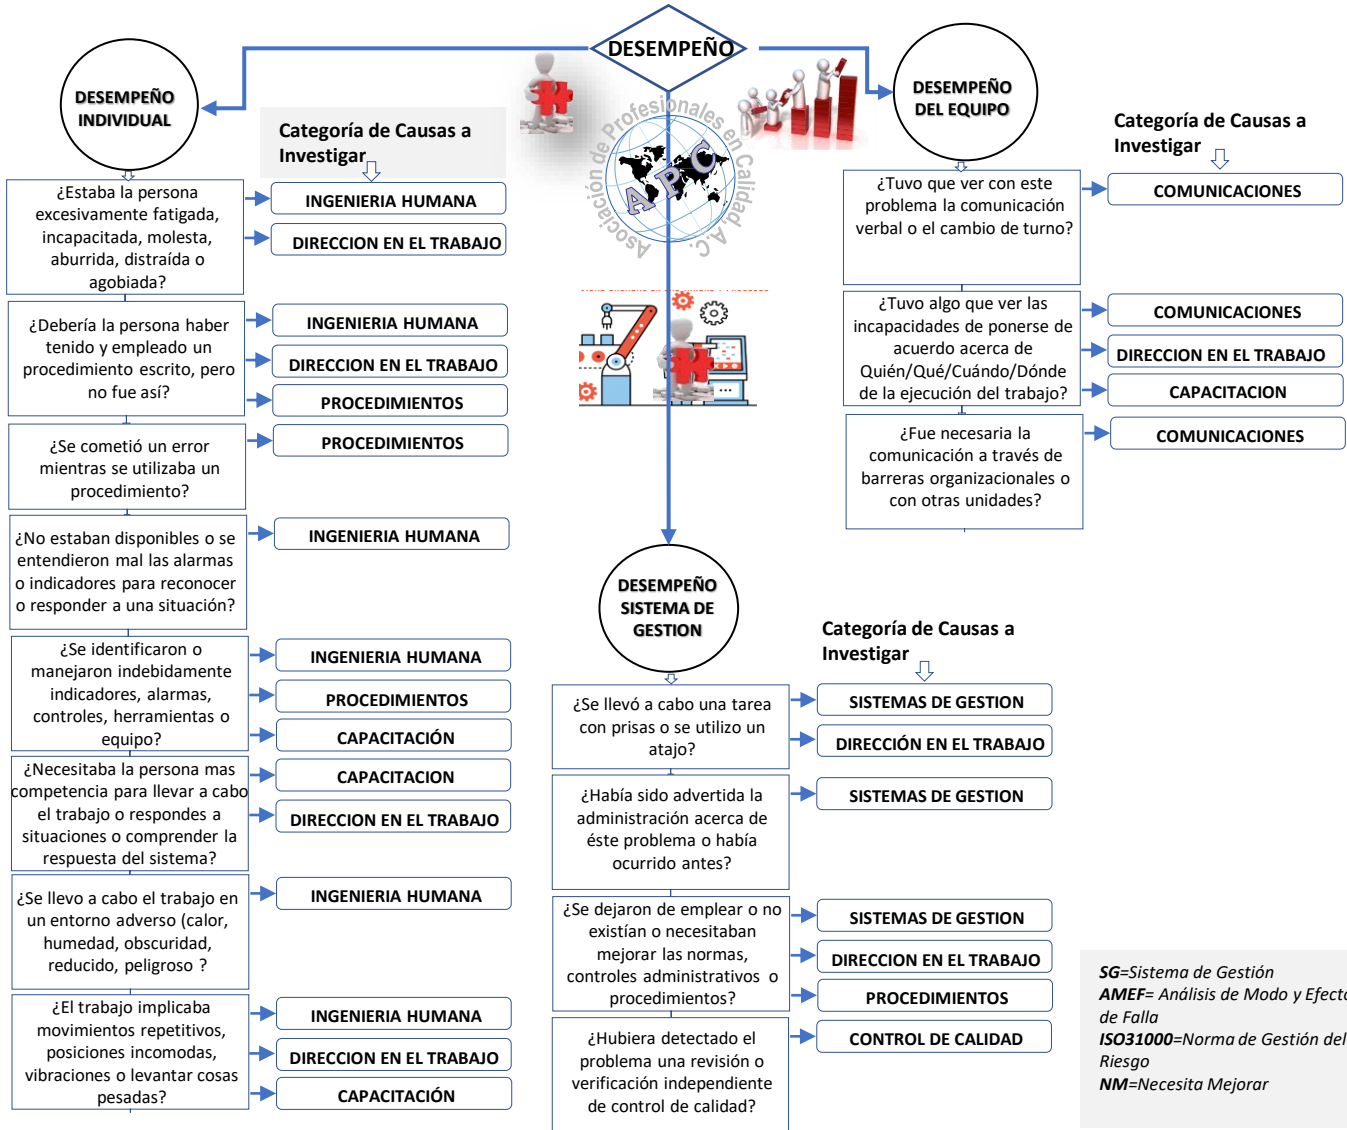 DESEMPEÑO
DESEMPEÑO
INDIVIDUAL
Categoría de Causas a
Investigar
¿Estaba la persona
excesivamente fatigada,
incapacitada, molesta,
aburrida, distraída o
agobiada?
INGENIERIA HUMANA
DIRECCION EN EL TRABAJO
¿Debería la persona haber
tenido y empleado un
procedimiento escrito, pero
no fue así?
INGENIERIA HUMANA
DIRECCION EN EL TRABAJO
PROCEDIMIENTOS
¿Se cometió un error
mientras se utilizaba un
procedimiento?
PROCEDIMIENTOS
¿No estaban disponibles o se
entendieron mal las alarmas
o indicadores para reconocer
o responder a una situación?
INGENIERIA HUMANA
¿Se identificaron o
manejaron indebidamente
indicadores, alarmas,
controles, herramientas o
equipo?
INGENIERIA HUMANA
PROCEDIMIENTOS
CAPACITACIÓN
¿Necesitaba la persona mas
competencia para llevar a cabo
el trabajo o respondes a
situaciones o comprender la
respuesta del sistema?
CAPACITACION
DIRECCION EN EL TRABAJO
¿Se llevo a cabo el trabajo en
un entorno adverso (calor,
humedad, obscuridad,
reducido, peligroso ?
INGENIERIA HUMANA
¿El trabajo implicaba
movimientos repetitivos,
posiciones incomodas,
vibraciones o levantar cosas
pesadas?
INGENIERIA HUMANA
DIRECCION EN EL TRABAJO
CAPACITACIÓN
Asociación de Profesionales en Calidad, A.C.
A P C
DESEMPEÑO
SISTEMA DE
GESTION
Categoría de Causas a
Investigar
¿Se llevó a cabo una tarea
con prisas o se utilizo un
atajo?
SISTEMAS DE GESTION
DIRECCIÓN EN EL TRABAJO
¿Había sido advertida la
administración acerca de
éste problema o había
ocurrido antes?
SISTEMAS DE GESTION
¿Se dejaron de emplear o no
existían o necesitaban
mejorar las normas,
controles administrativos o
procedimientos?
SISTEMAS DE GESTION
DIRECCION EN EL TRABAJO
PROCEDIMIENTOS
¿Hubiera detectado el
problema una revisión o
verificación independiente
de control de calidad?
CONTROL DE CALIDAD
DESEMPEÑO
DEL EQUIPO
Categoría de Causas a
Investigar
¿Tuvo que ver con este
problema la comunicación
verbal o el cambio de turno?
COMUNICACIONES
¿Tuvo algo que ver las
incapacidades de ponerse de
acuerdo acerca de
Quién/Qué/Cuándo/Dónde
de la ejecución del trabajo?
COMUNICACIONES
DIRECCION EN EL TRABAJO
CAPACITACION
¿Fue necesaria la
comunicación a través de
barreras organizacionales o
con otras unidades?
COMUNICACIONES
SG=Sistema de Gestión
AMEF= Análisis de Modo y Efecto
de Falla
ISO31000=Norma de Gestión del
Riesgo
NM=Necesita Mejorar